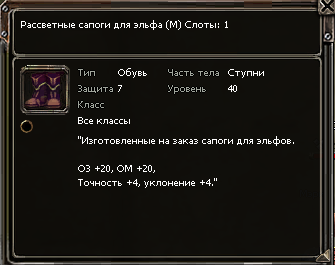 Рассветные сапоги для эльфа (М) Слоты: 1
Тип Обувь Часть тела Ступни
Защита 7 Уровень 40
Класс
Все классы
"Изготовленные на заказ сапоги для эльфов.
ОЗ +20, ОМ +20,
Точность +4, уклонение +4."